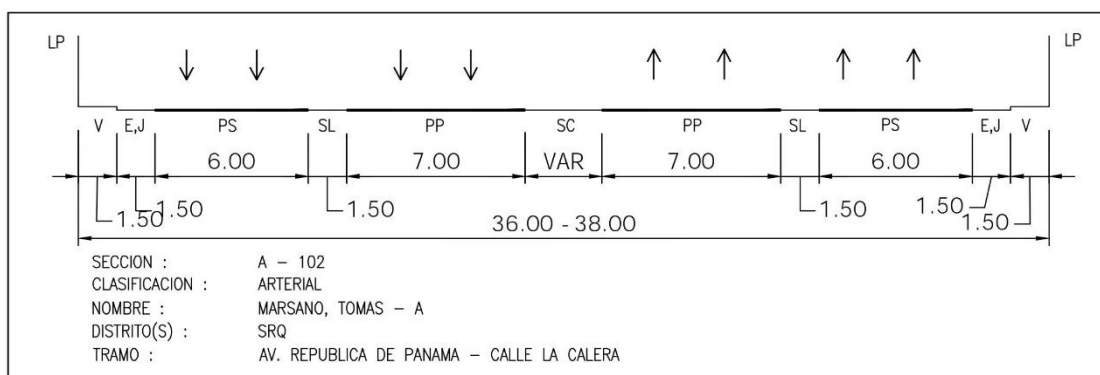 LP LP
V E,J PS SL PP SC PP SL PS E,J V
6.00 7.00 VAR 7.00 6.00
1.50 1.50 1.50 1.50 1.50 1.50
36.00 - 38.00
SECCION : A - 102
CLASIFICACION : ARTERIAL
NOMBRE : MARSANO, TOMAS - A
DISTRITO(S) : SRQ
TRAMO : AV. REPUBLICA DE PANAMA - CALLE LA CALERA